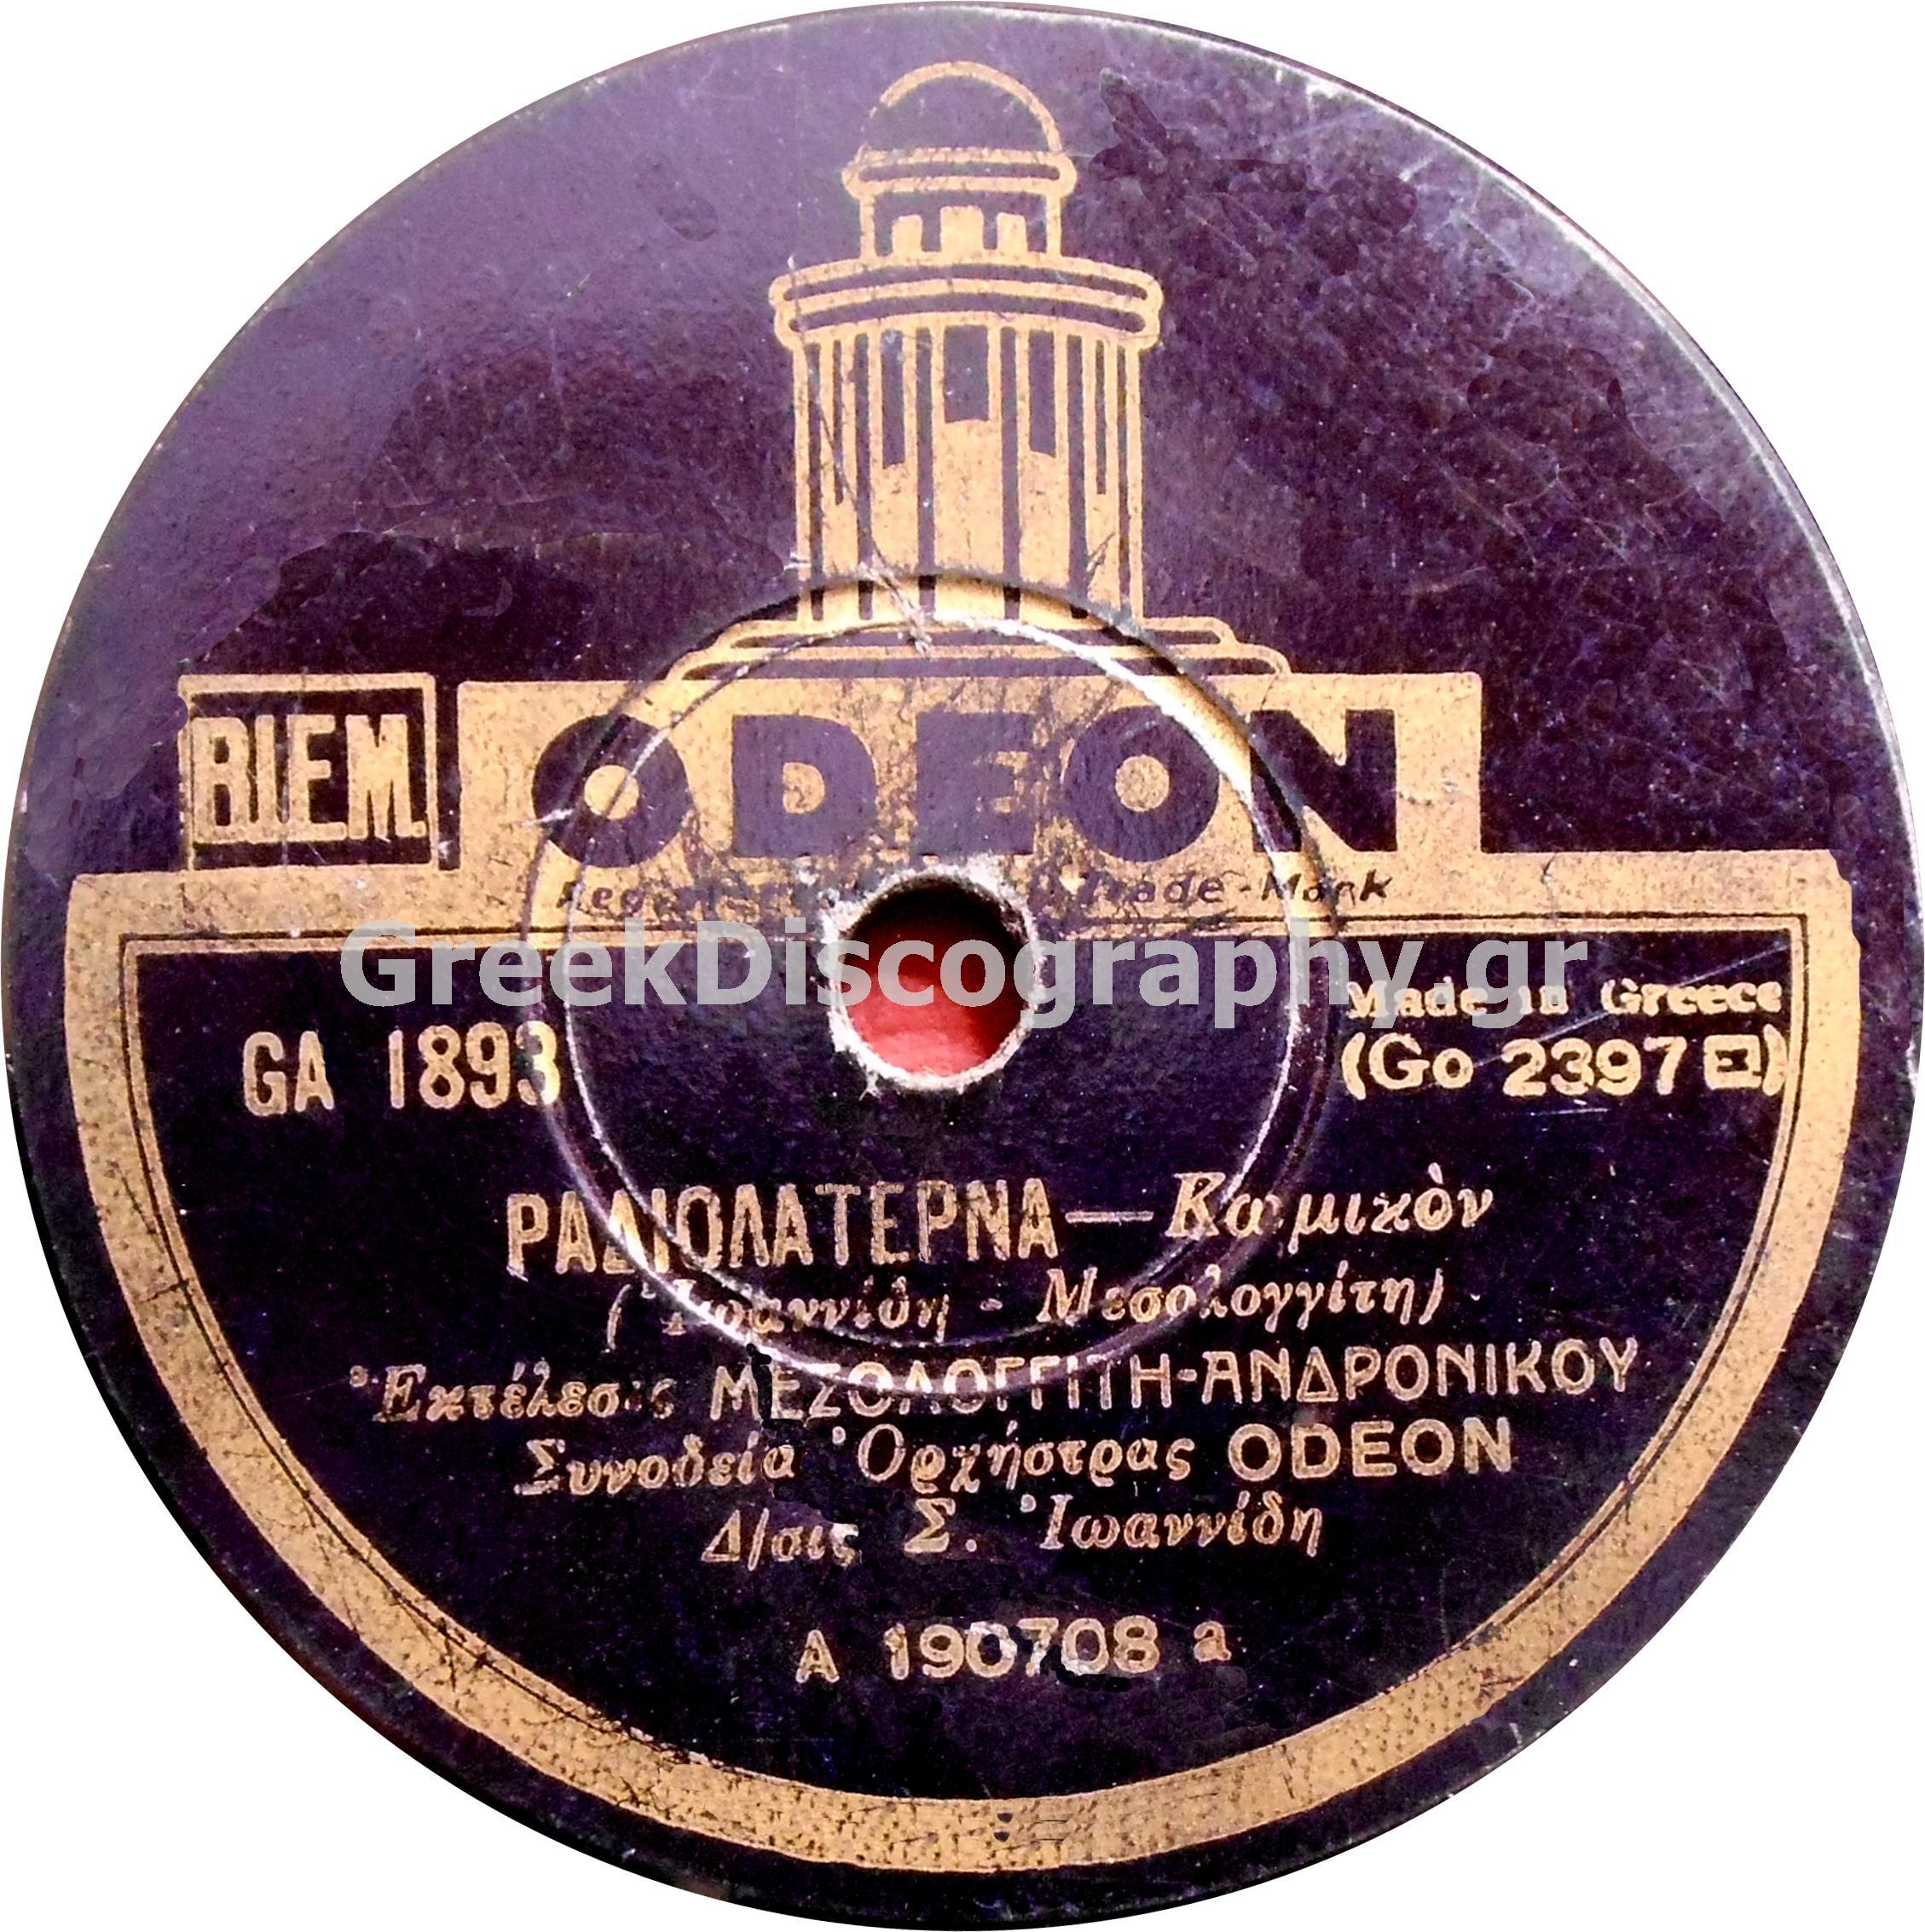 B.I.E.M.
ODEON
Trade-Mark
GreekDiscography.gr
Made in Greece
GA 1893
(Go 2397
ΡΑΔΙΟΛΑΤΕΡΝΑ — Κωμικὸν
(Ἰωαννίδη - Μεσολογγίτη)
Ἐκτέλεσις ΜΕΣΟΛΟΓΓΙΤΗ-ΑΝΔΡΟΝΙΚΟΥ
Συνοδεία Ὀρχήστρας ODEON
Δ/σις Σ. Ἰωαννίδη
A 190708 a